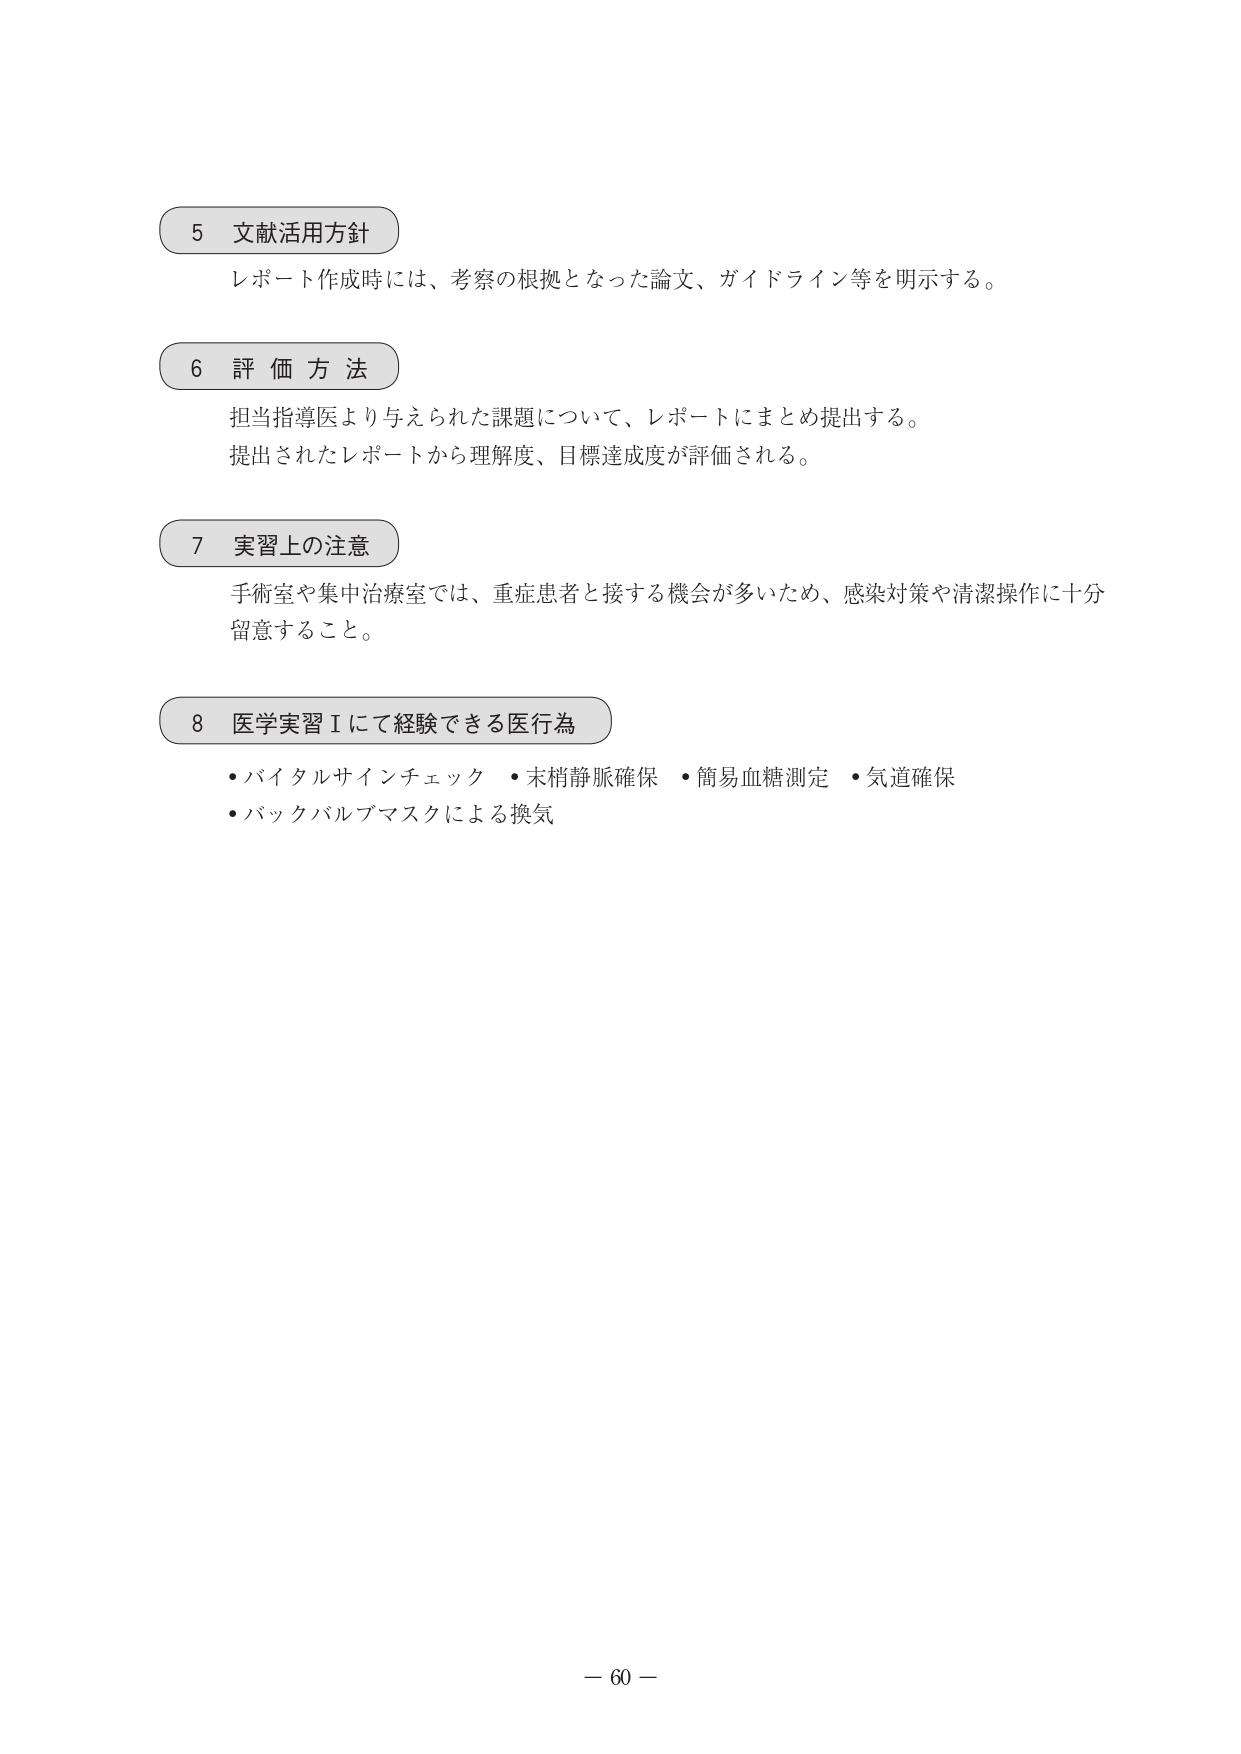 5 文献活用方針
レポート作成時には、考察の根拠となった論文、ガイドライン等を明示する。
6 評価方法
担当指導医より与えられた課題について、レポートにまとめ提出する。
提出されたレポートから理解度、目標達成度が評価される。
7 実習上の注意
手術室や集中治療室では、重症患者と接する機会が多いため、感染対策や清潔操作に十分
留意すること。
8 医学実習Ⅰにて経験できる医行為
•バイタルサインチェック •末梢静脈確保 •簡易血糖測定 •気道確保
•バックバルブマスクによる換気
― 60 ―